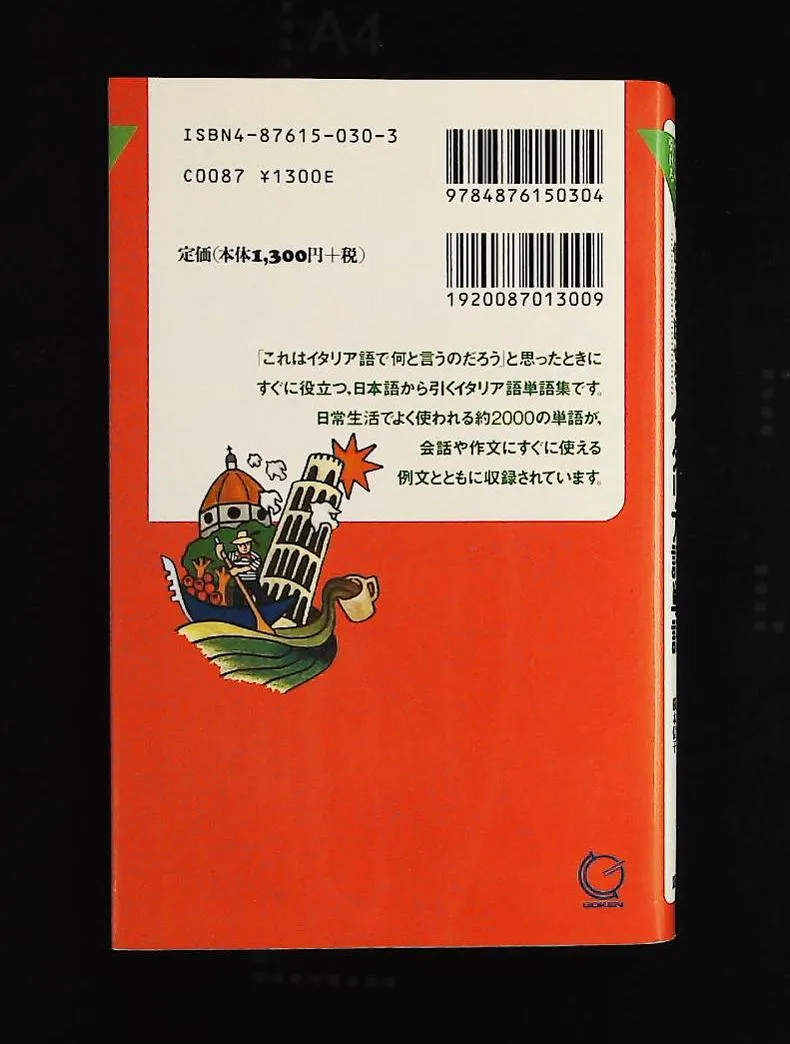 A4
ISBN4-87615-030-3
C0087 ¥1300E
9784876150304
定価(本体1,300円+税)
1920087013009
「これはイタリア語で何と言うのだろう」と思ったときに
すぐに役立つ、日本語から引くイタリア語単語集です。
日常生活でよく使われる約2000の単語が、
会話や作文にすぐに使える
例文とともに収録されています。
GOKEN